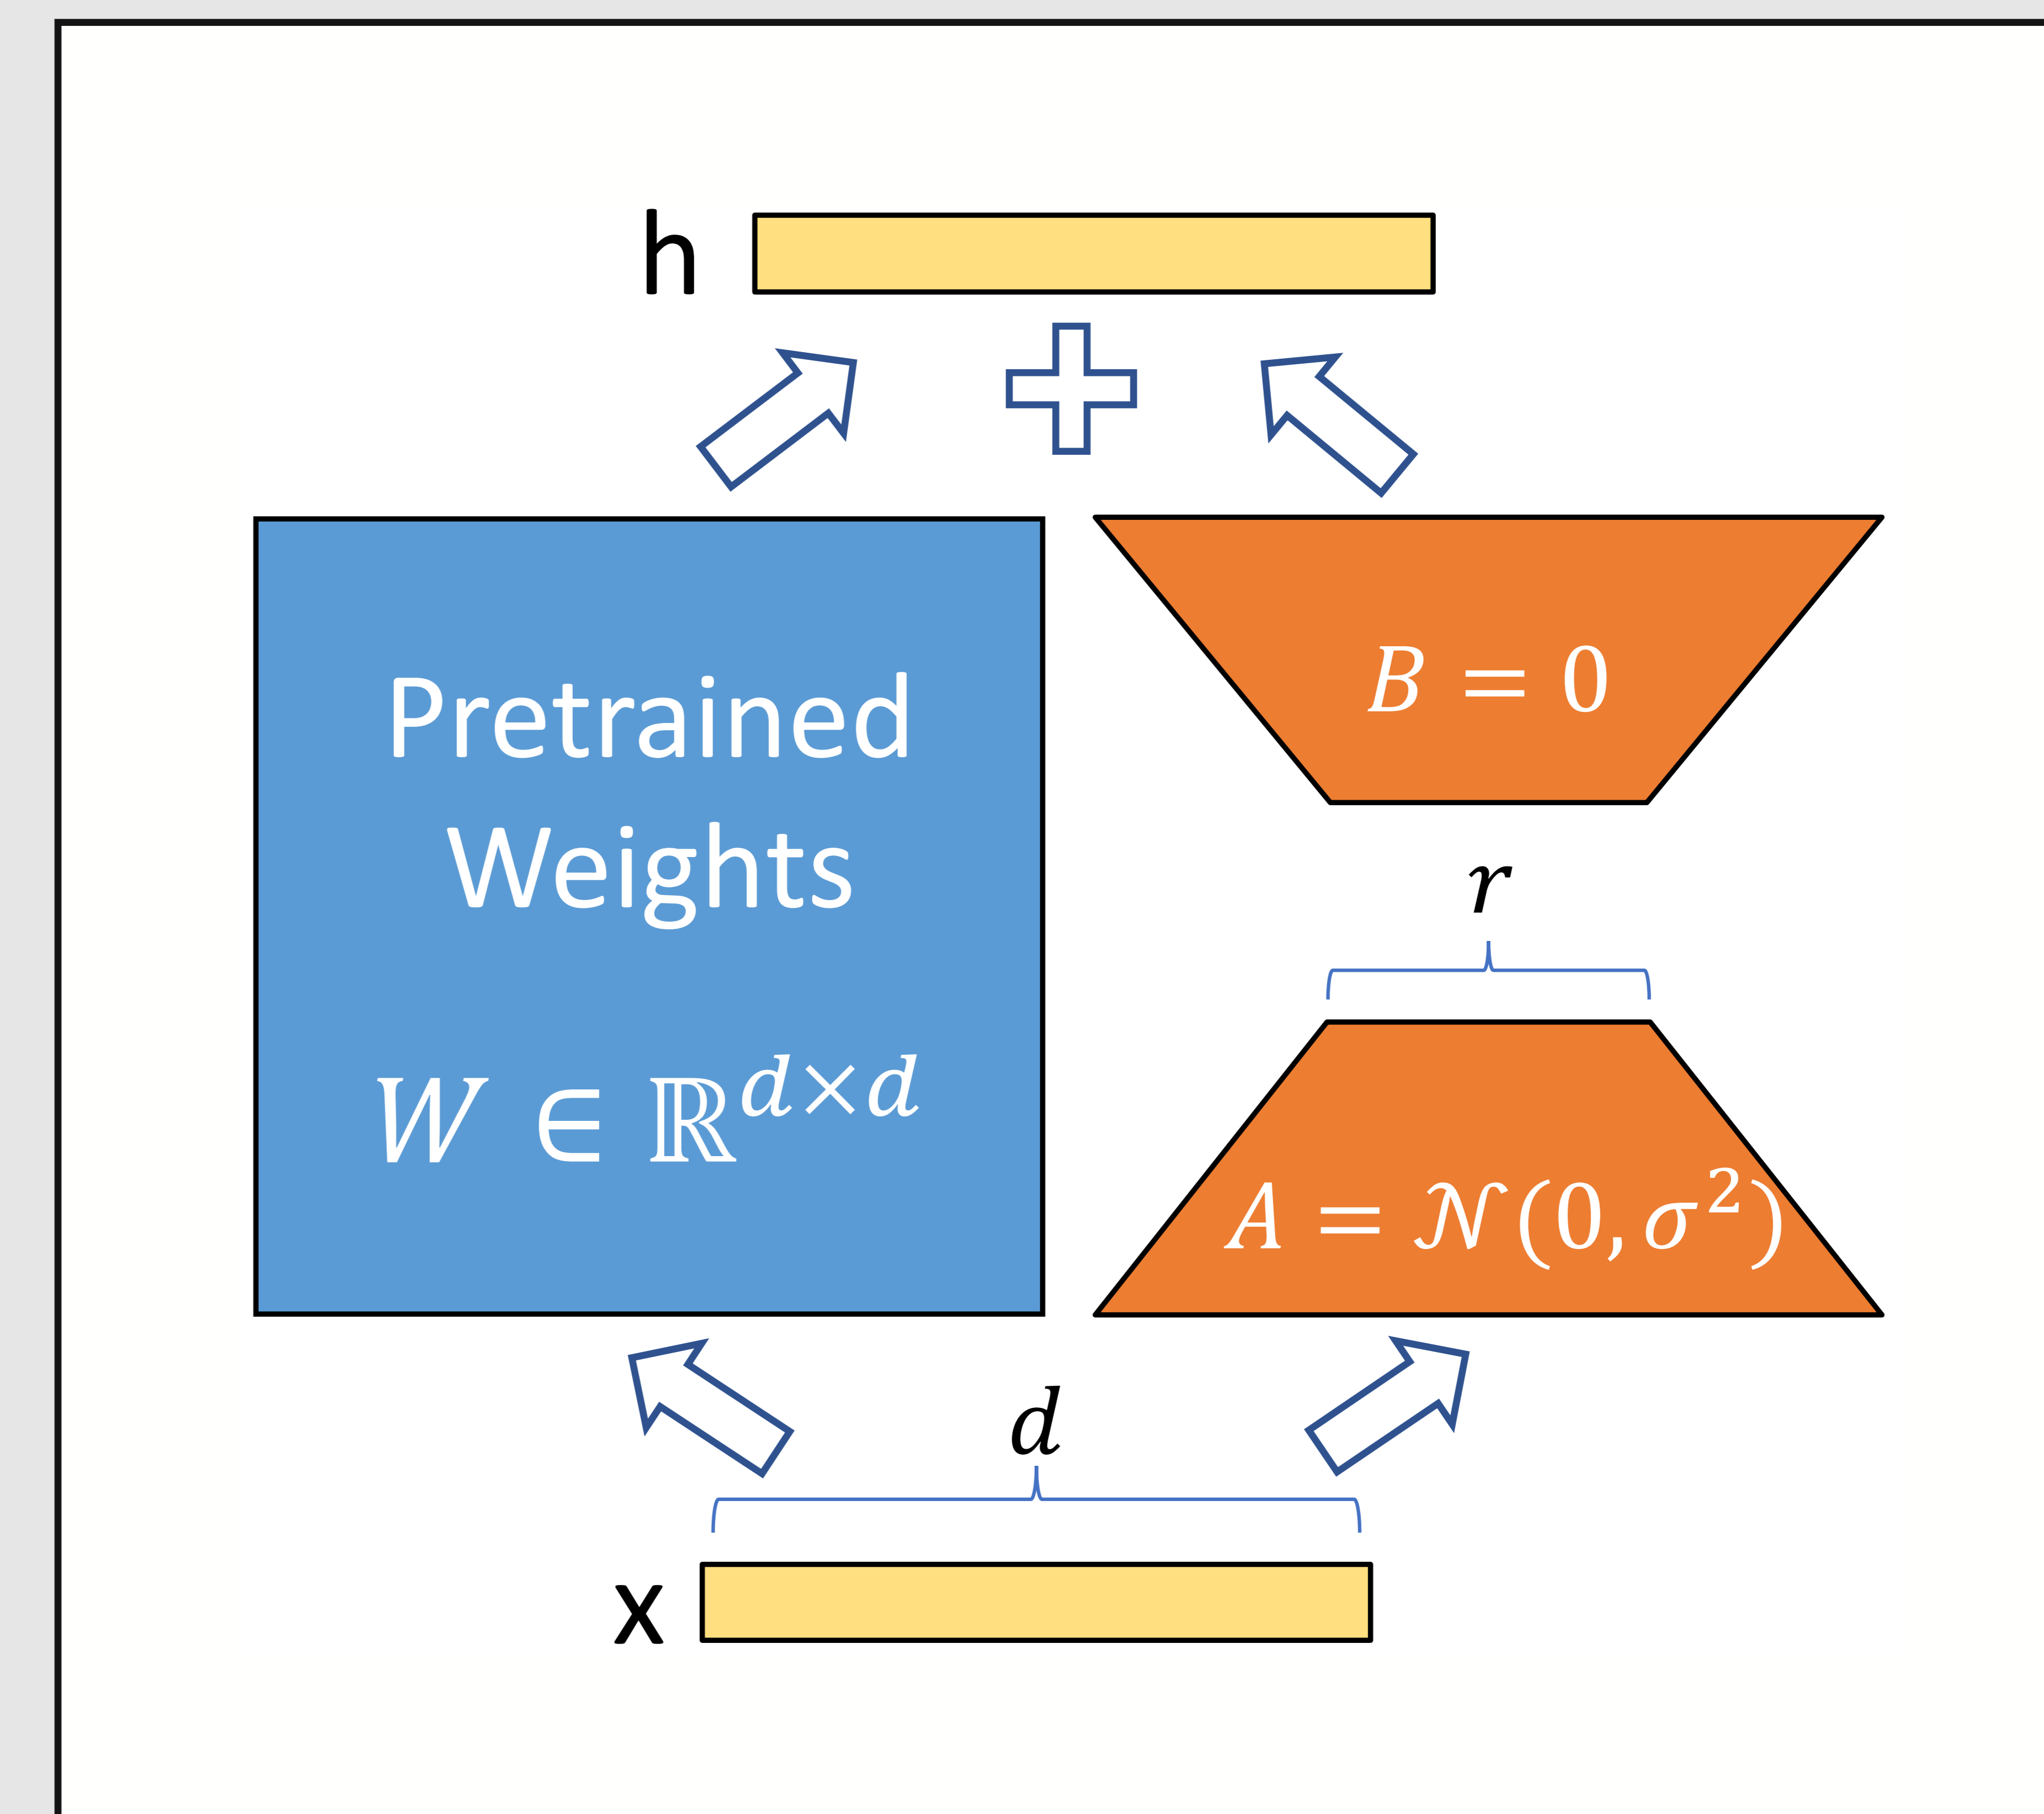 h
Pretrained
Weights
W ∈ ℝ^{d×d}
B = 0
r
A = 𝒩(0, σ²)
d
x